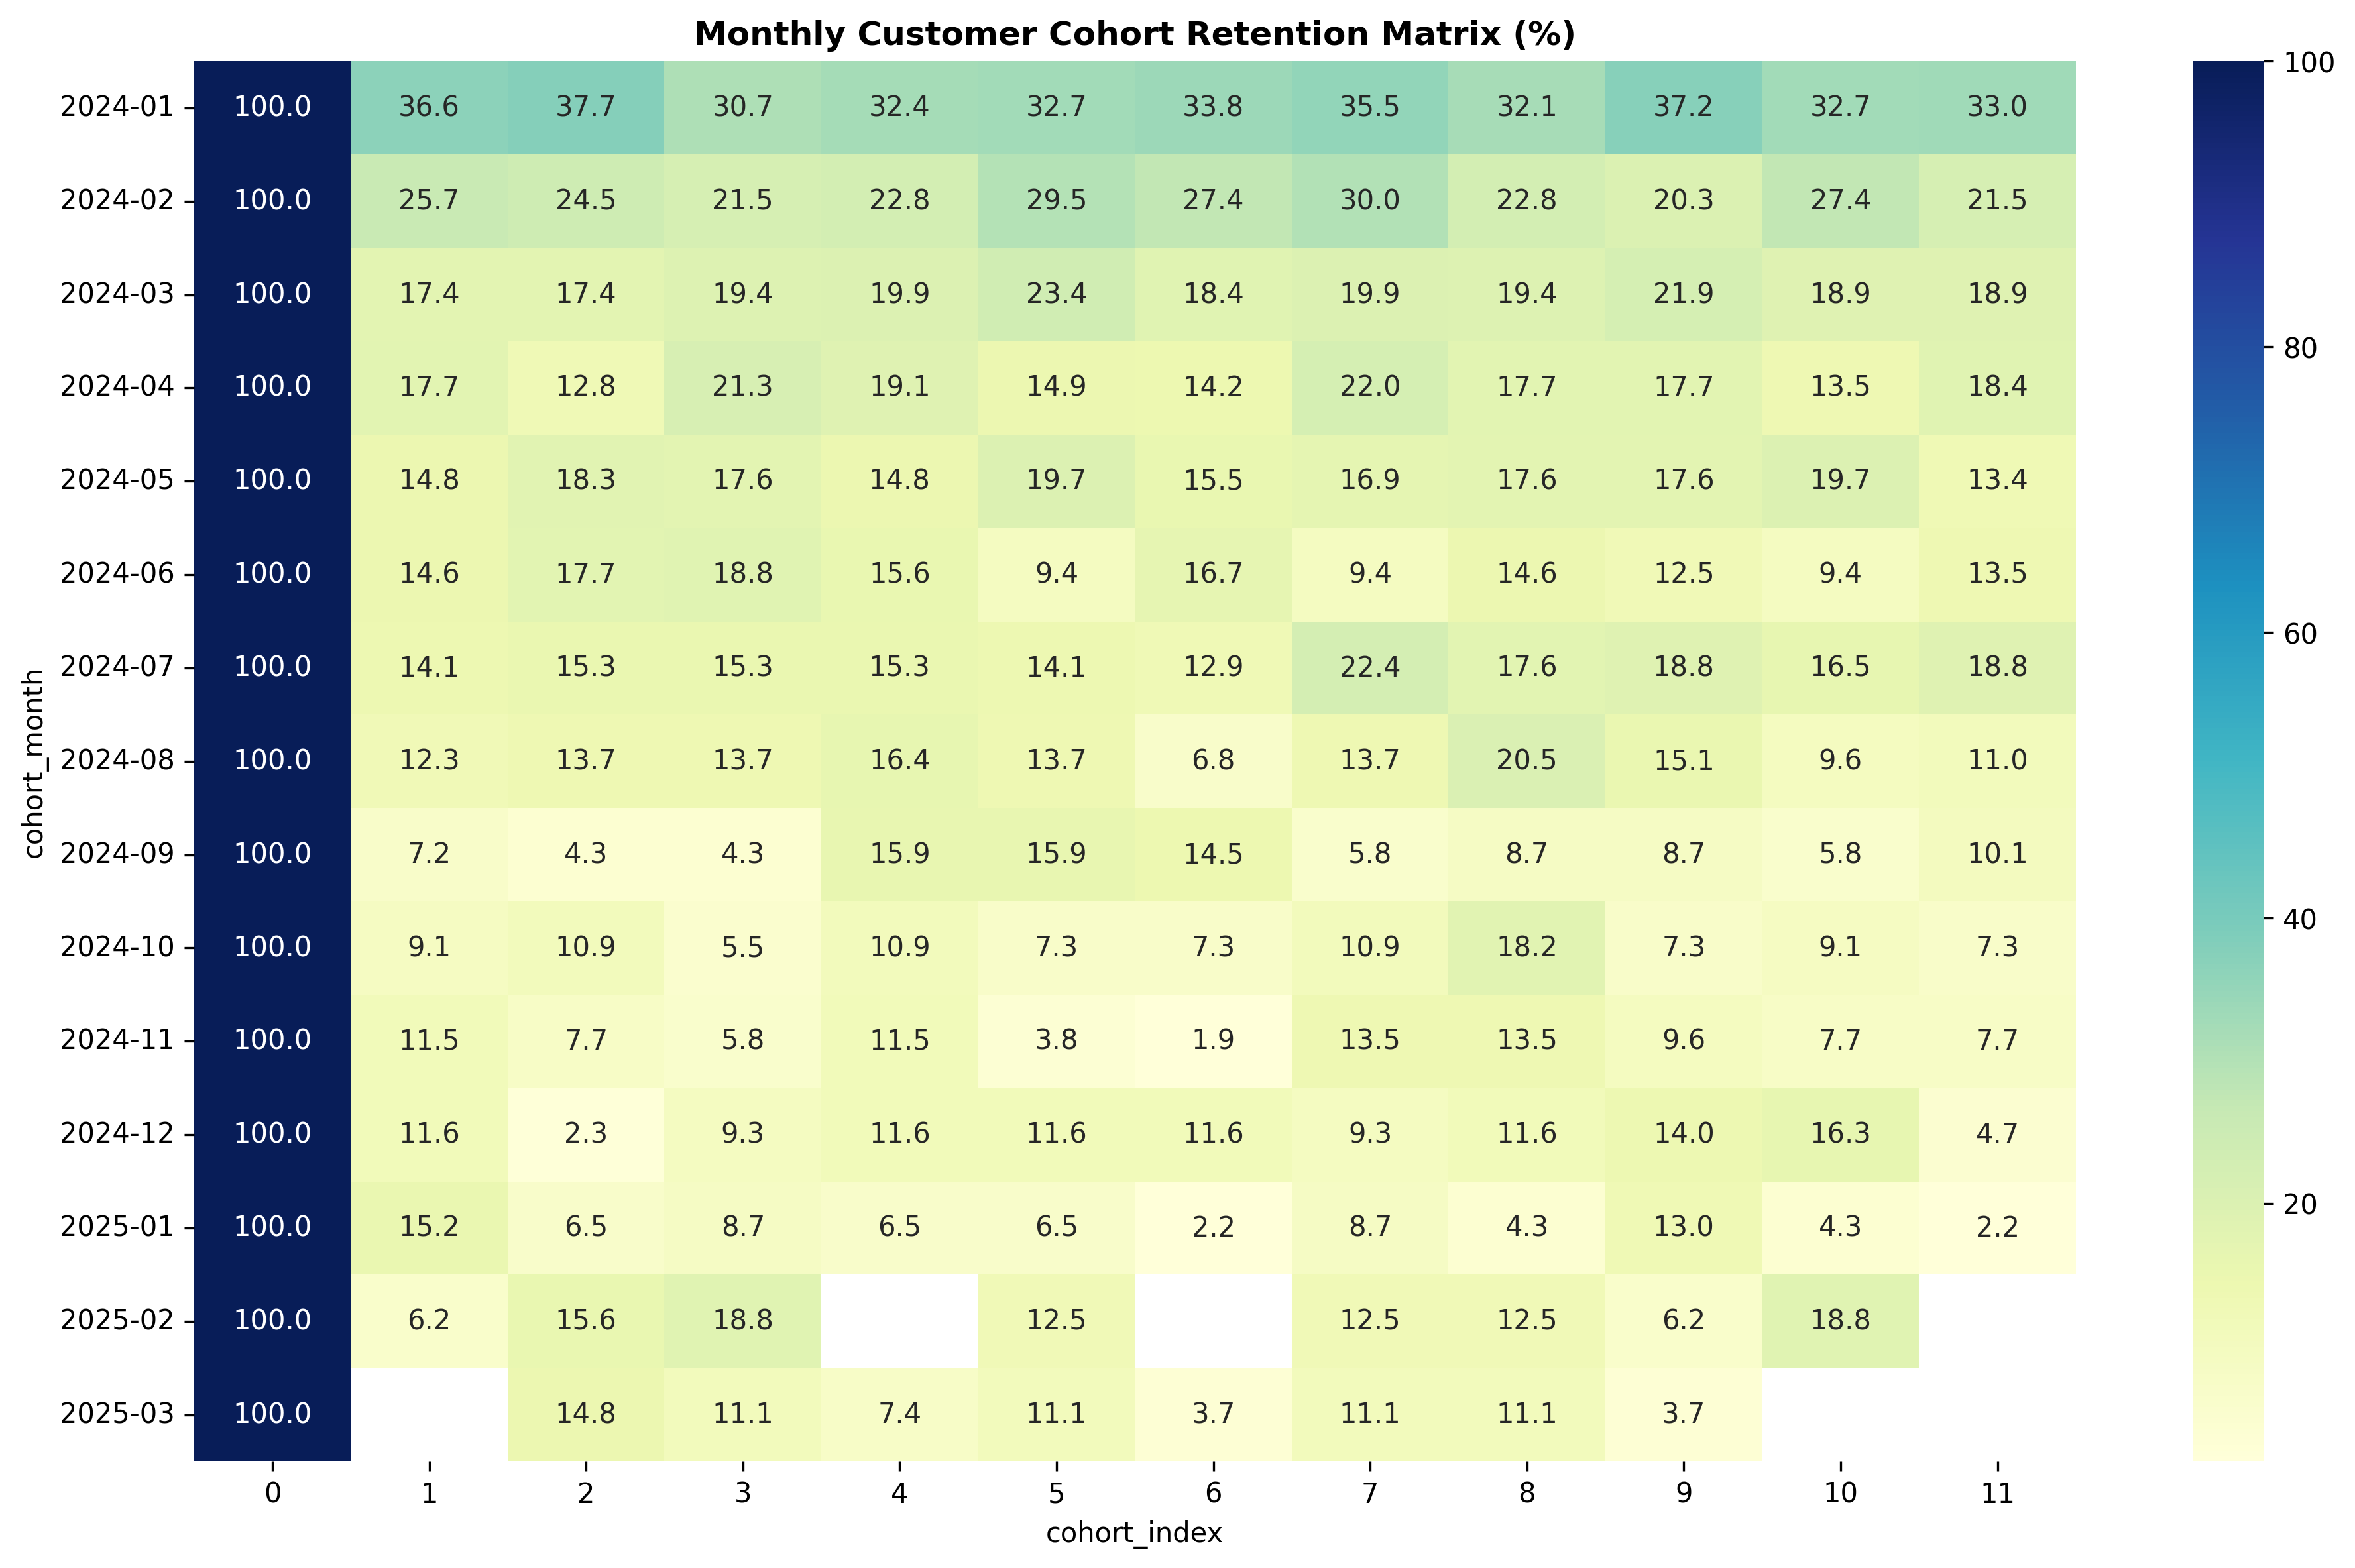 Monthly Customer Cohort Retention Matrix (%)
2024-01 100.0 36.6 37.7 30.7 32.4 32.7 33.8 35.5 32.1 37.2 32.7 33.0
2024-02 100.0 25.7 24.5 21.5 22.8 29.5 27.4 30.0 22.8 20.3 27.4 21.5
2024-03 100.0 17.4 17.4 19.4 19.9 23.4 18.4 19.9 19.4 21.9 18.9 18.9
2024-04 100.0 17.7 12.8 21.3 19.1 14.9 14.2 22.0 17.7 17.7 13.5 18.4
2024-05 100.0 14.8 18.3 17.6 14.8 19.7 15.5 16.9 17.6 17.6 19.7 13.4
2024-06 100.0 14.6 17.7 18.8 15.6 9.4 16.7 9.4 14.6 12.5 9.4 13.5
2024-07 100.0 14.1 15.3 15.3 15.3 14.1 12.9 22.4 17.6 18.8 16.5 18.8
2024-08 100.0 12.3 13.7 13.7 16.4 13.7 6.8 13.7 20.5 15.1 9.6 11.0
2024-09 100.0 7.2 4.3 4.3 15.9 15.9 14.5 5.8 8.7 8.7 5.8 10.1
2024-10 100.0 9.1 10.9 5.5 10.9 7.3 7.3 10.9 18.2 7.3 9.1 7.3
2024-11 100.0 11.5 7.7 5.8 11.5 3.8 1.9 13.5 13.5 9.6 7.7 7.7
2024-12 100.0 11.6 2.3 9.3 11.6 11.6 11.6 9.3 11.6 14.0 16.3 4.7
2025-01 100.0 15.2 6.5 8.7 6.5 6.5 2.2 8.7 4.3 13.0 4.3 2.2
2025-02 100.0 6.2 15.6 18.8 12.5 12.5 12.5 6.2 18.8
2025-03 100.0 14.8 11.1 7.4 11.1 3.7 11.1 11.1 3.7
0 1 2 3 4 5 6 7 8 9 10 11
cohort_index
cohort_month
100
80
60
40
20